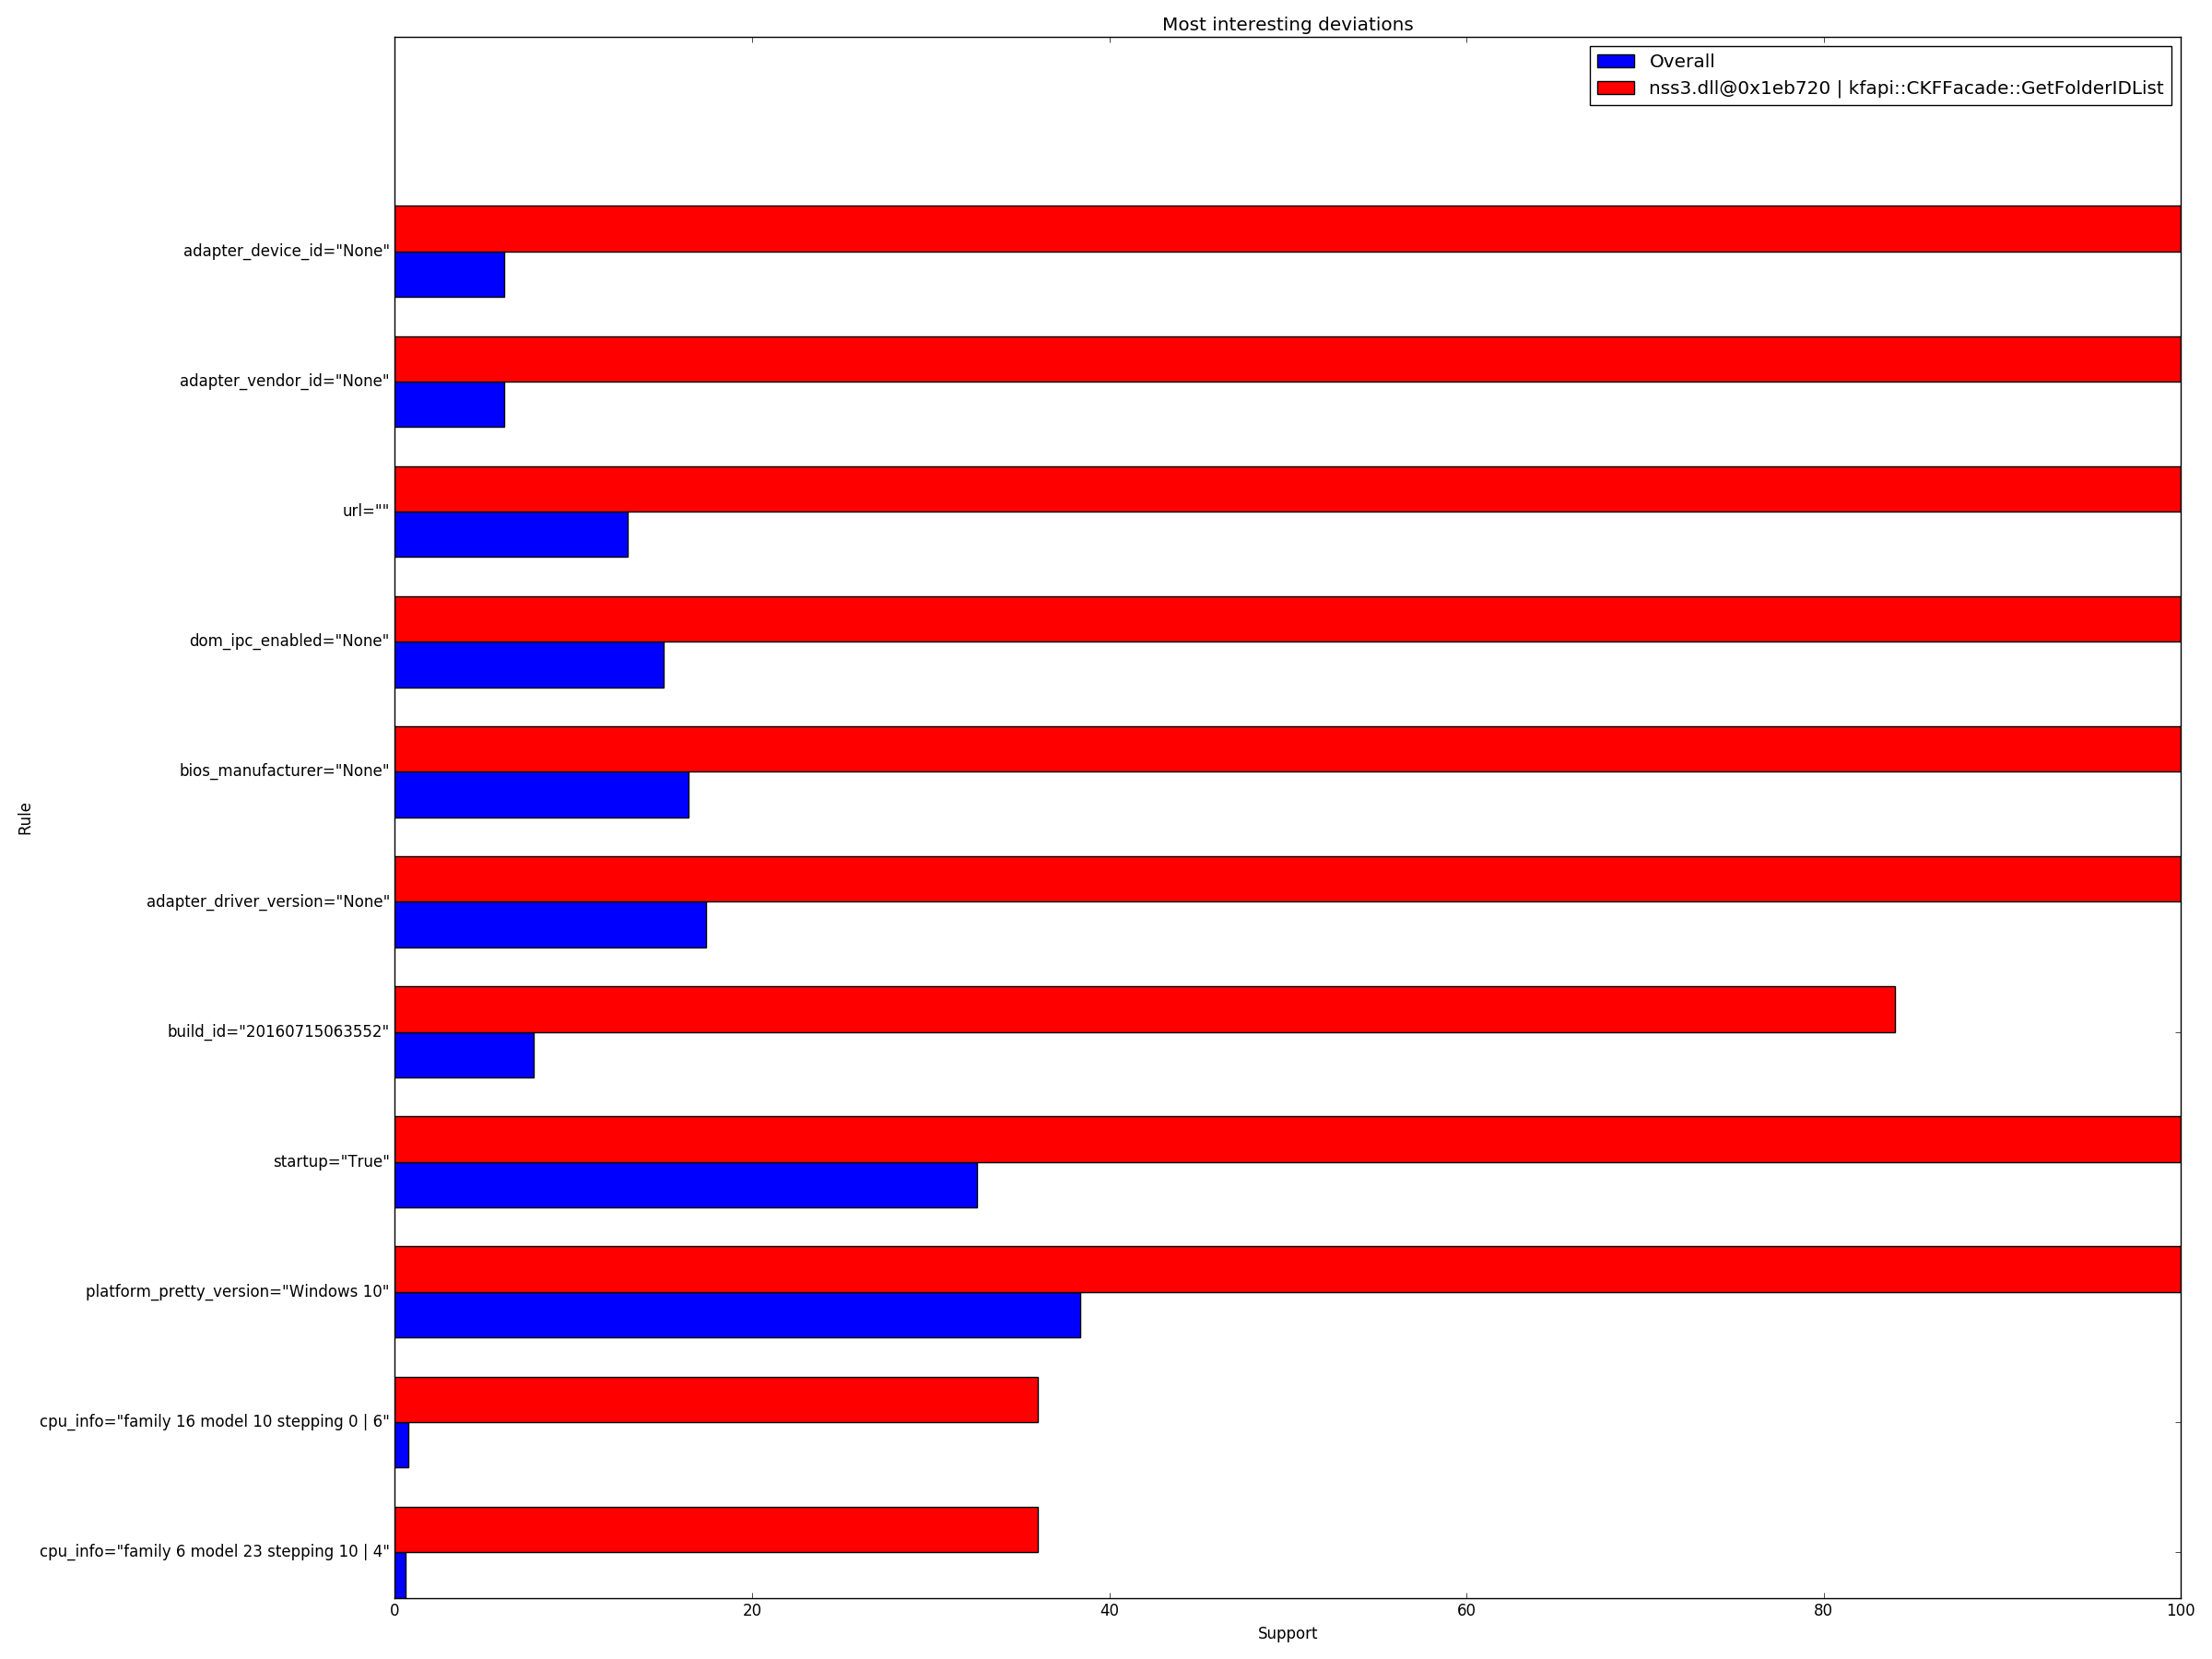 Most interesting deviations
Overall
nss3.dll@0x1eb720 | kfapi::CKFFacade::GetFolderIDList
adapter_device_id="None"
adapter_vendor_id="None"
url=""
dom_ipc_enabled="None"
bios_manufacturer="None"
adapter_driver_version="None"
build_id="20160715063552"
startup="True"
platform_pretty_version="Windows 10"
cpu_info="family 16 model 10 stepping 0 | 6"
cpu_info="family 6 model 23 stepping 10 | 4"
Rule
0 20 40 60 80 100
Support